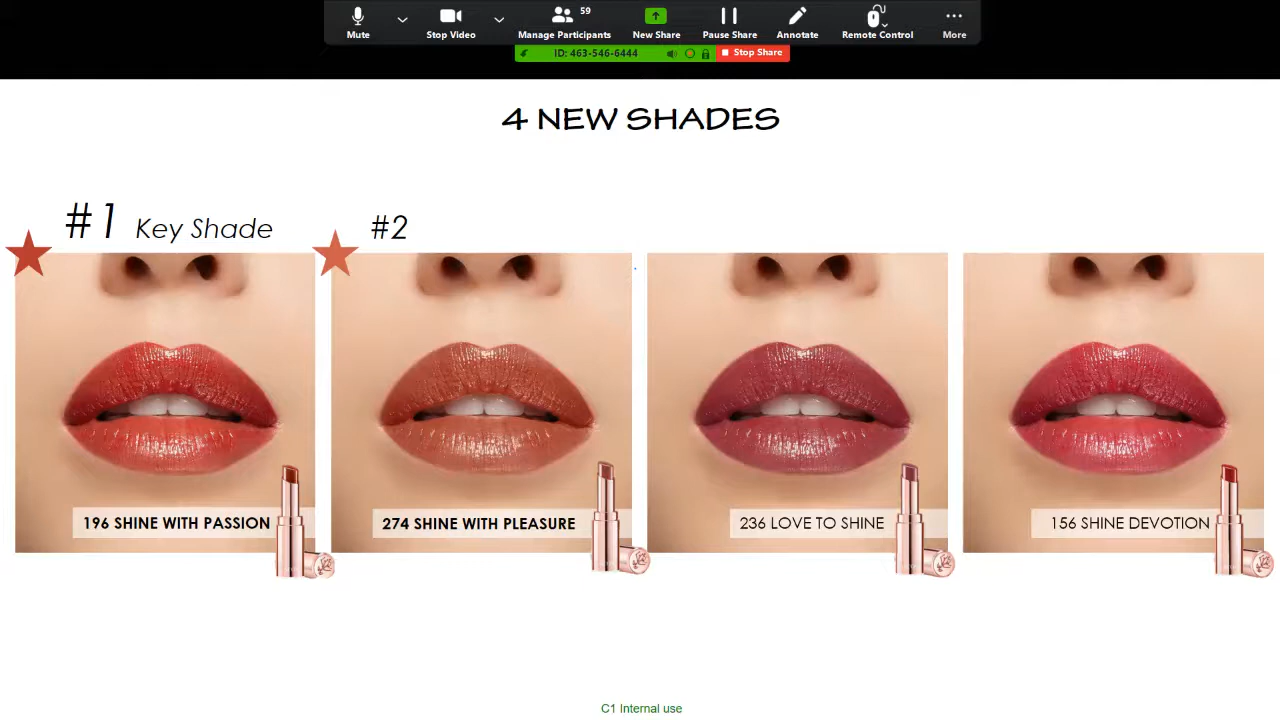 59
Mute
Stop Video
Manage Participants
New Share
Pause Share
Annotate
Remote Control
More
ID: 463-546-6444
Stop Share
4 NEW SHADES
#1 Key Shade
#2
196 SHINE WITH PASSION
274 SHINE WITH PLEASURE
236 LOVE TO SHINE
156 SHINE DEVOTION
C1 Internal use